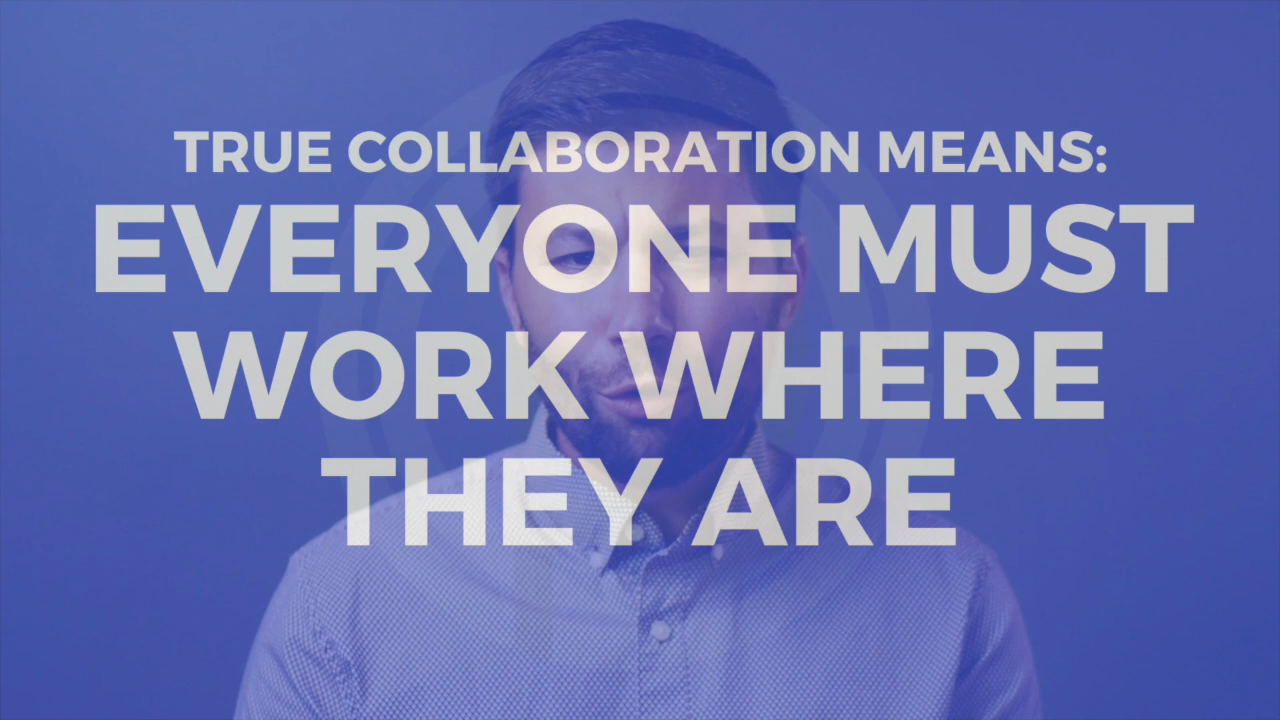 TRUE COLLABORATION MEANS:
EVERYONE MUST
WORK WHERE
THEY ARE